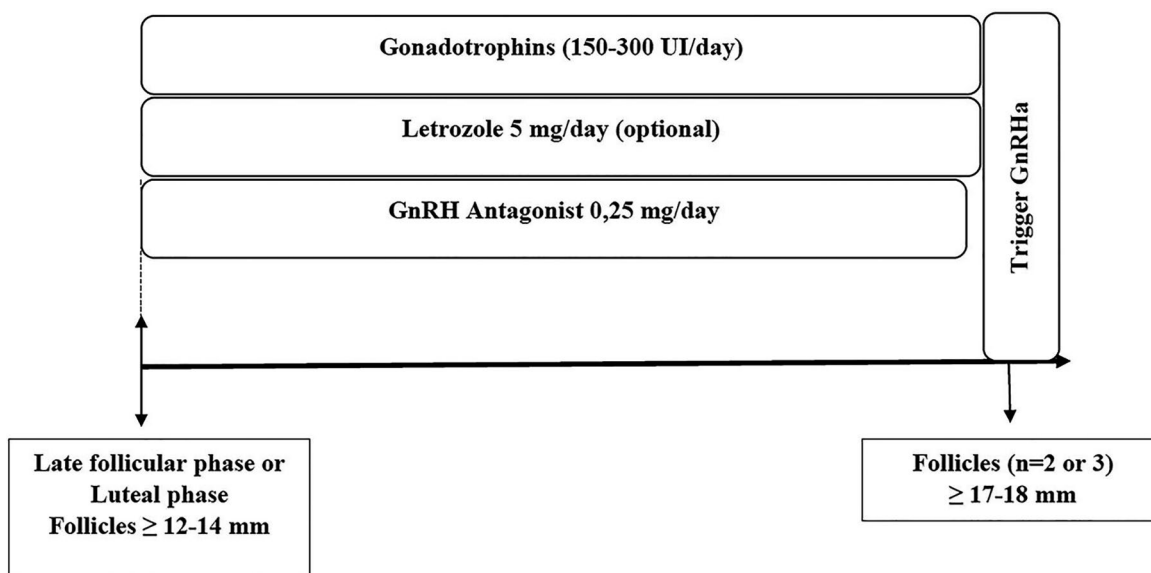 Gonadotrophins (150-300 UI/day)
Letrozole 5 mg/day (optional)
GnRH Antagonist 0,25 mg/day
Trigger GnRHa
Late follicular phase or
Luteal phase
Follicles ≥ 12-14 mm
Follicles (n=2 or 3)
≥ 17-18 mm